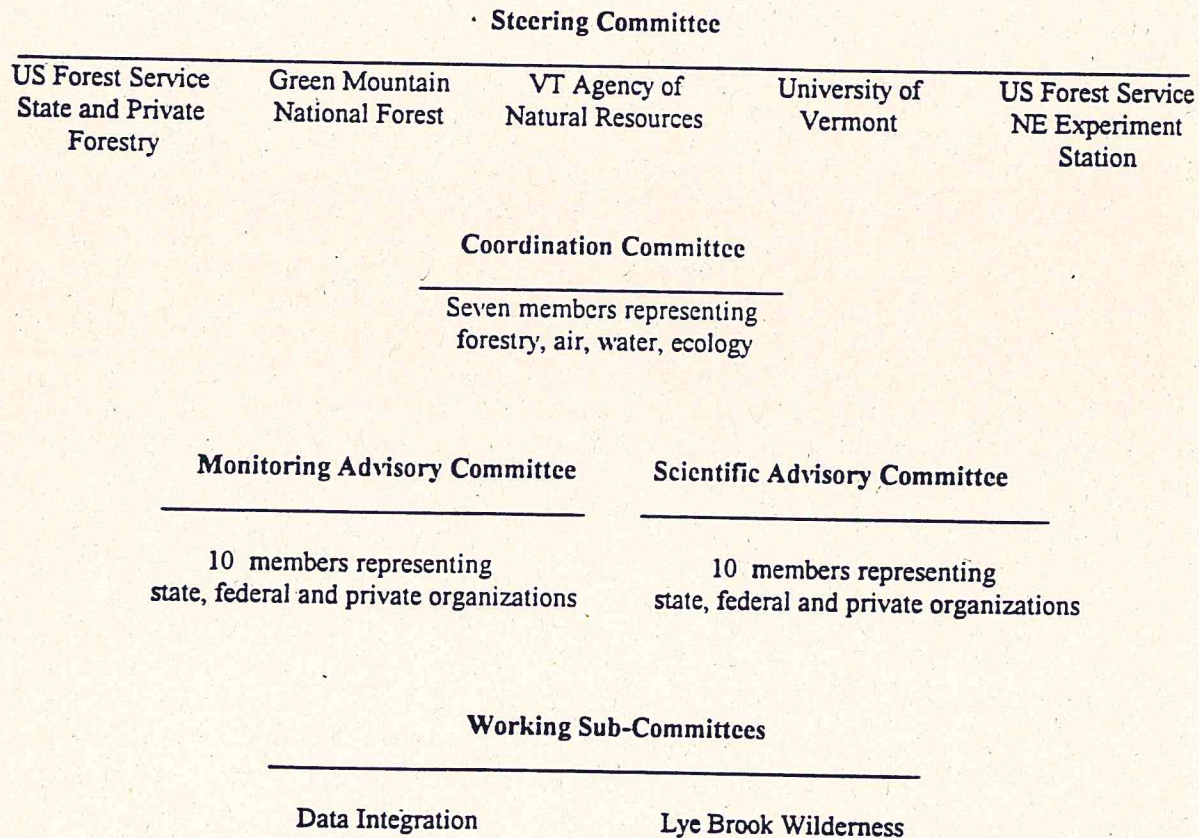 Steering Committee
US Forest Service
State and Private
Forestry
Green Mountain
National Forest
VT Agency of
Natural Resources
University of
Vermont
US Forest Service
NE Experiment
Station
Coordination Committee
Seven members representing
forestry, air, water, ecology
Monitoring Advisory Committee
10 members representing
state, federal and private organizations
Scientific Advisory Committee
10 members representing
state, federal and private organizations
Working Sub-Committees
Data Integration
Lye Brook Wilderness